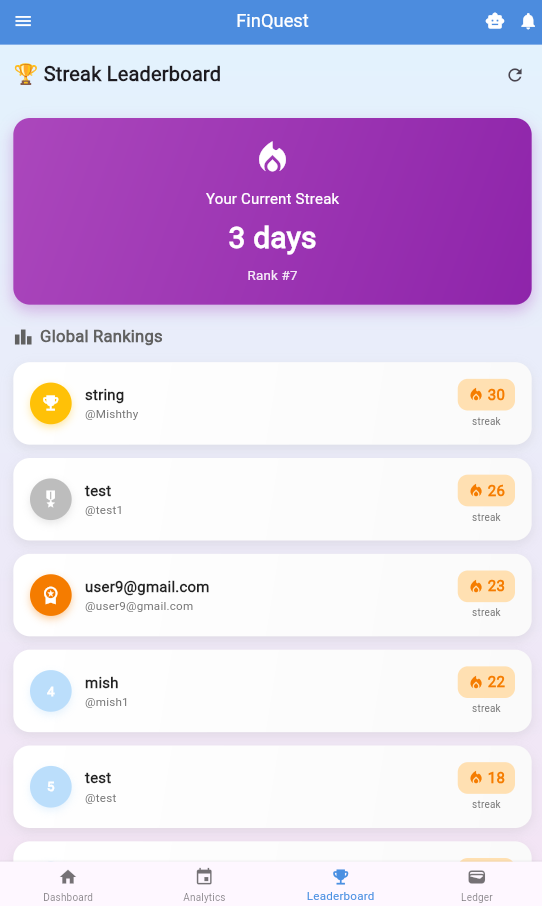 FinQuest
🏆 Streak Leaderboard
Your Current Streak
3 days
Rank #7
Global Rankings
string
@Mishthy
30
streak
test
@test1
26
streak
user9@gmail.com
@user9@gmail.com
23
streak
4
mish
@mish1
22
streak
5
test
@test
18
streak
Dashboard
Analytics
Leaderboard
Ledger